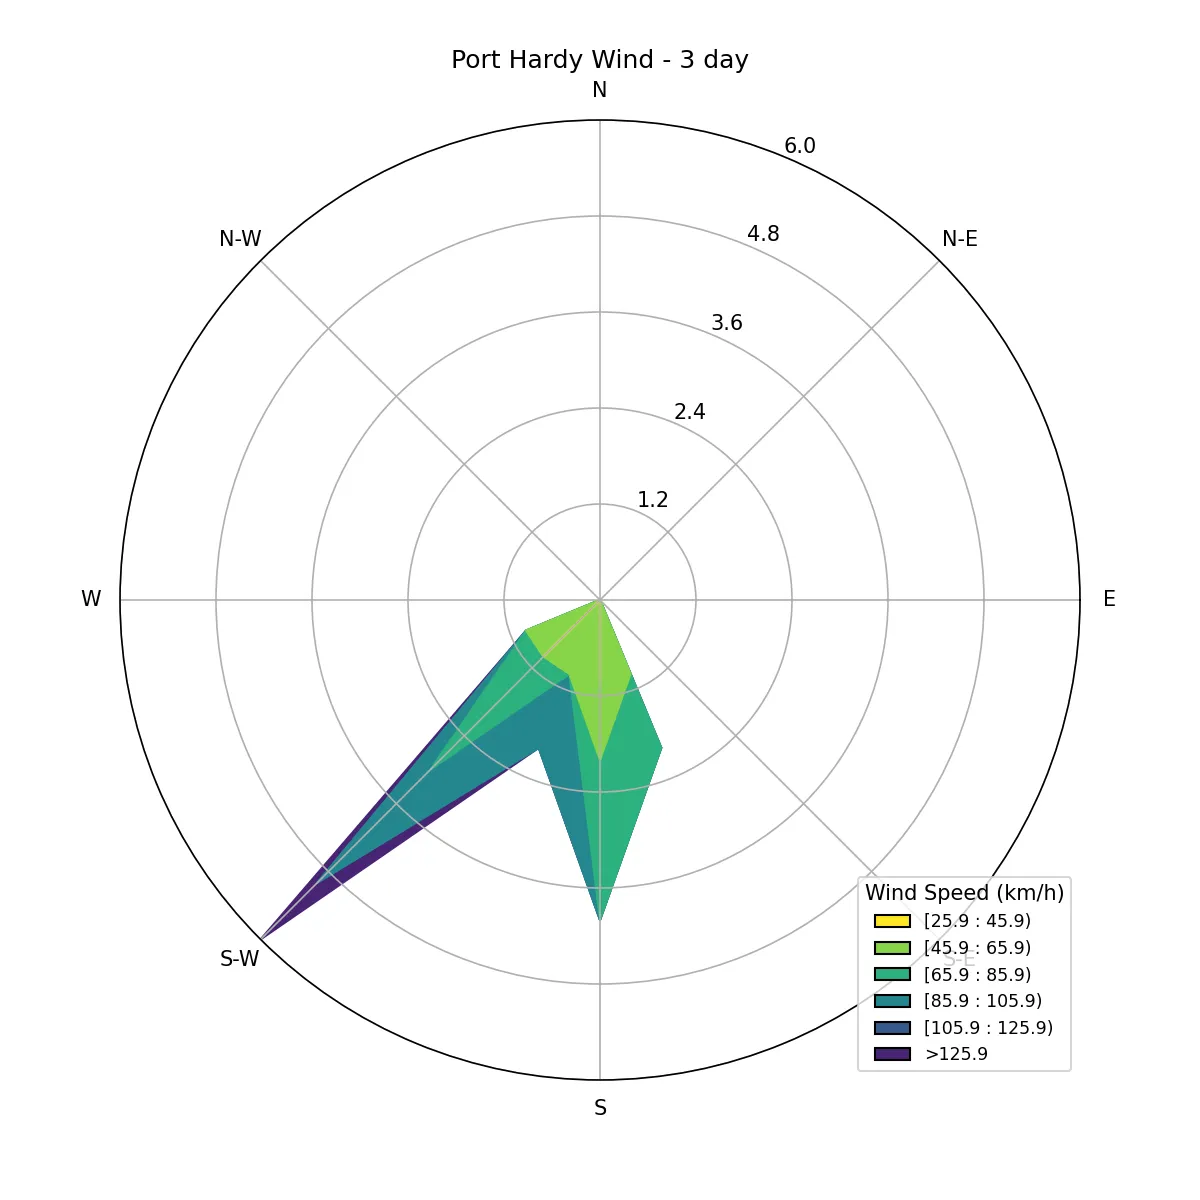 Port Hardy Wind - 3 day
N
6.0
N-W
N-E
4.8
3.6
2.4
1.2
W
E
Wind Speed (km/h)
[25.9 : 45.9)
[45.9 : 65.9)
S-W
S-E
[65.9 : 85.9)
[85.9 : 105.9)
[105.9 : 125.9)
>125.9
S